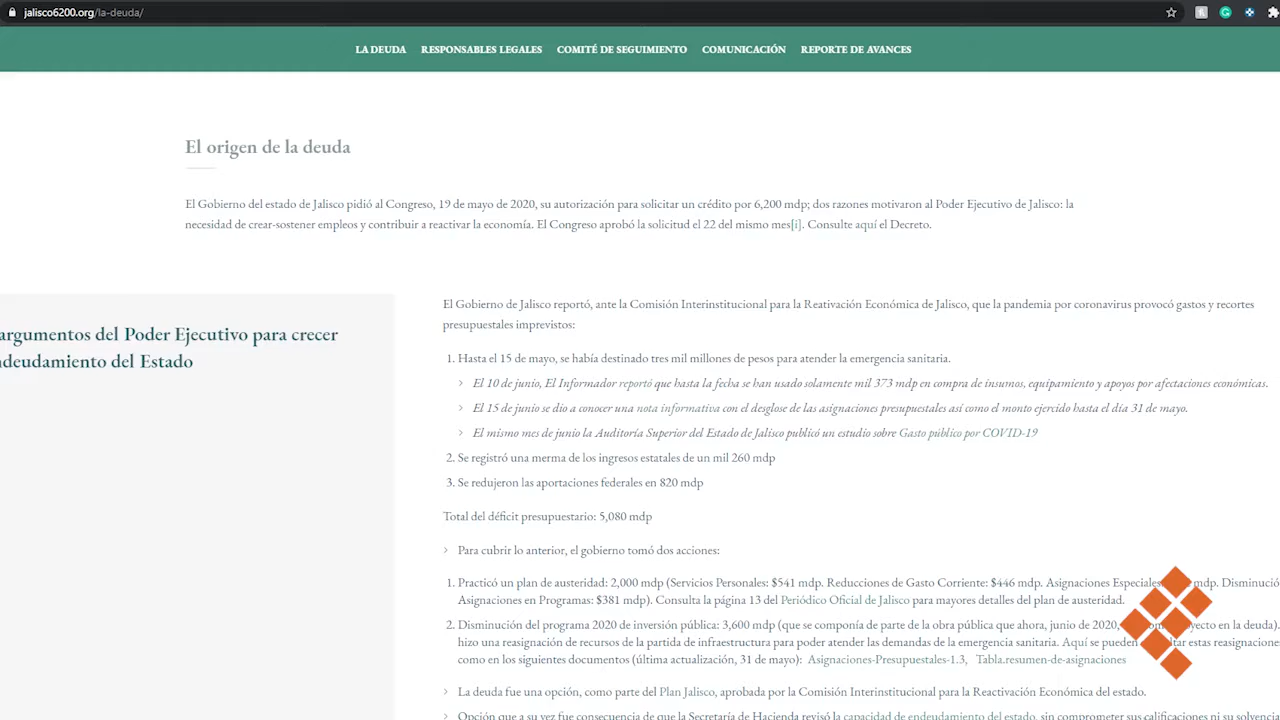 jalisco6200.org/la-deuda/
LA DEUDA RESPONSABLES LEGALES COMITÉ DE SEGUIMIENTO COMUNICACIÓN REPORTE DE AVANCES
El origen de la deuda
El Gobierno del estado de Jalisco pidió al Congreso, 19 de mayo de 2020, su autorización para solicitar un crédito por 6,200 mdp; dos razones motivaron al Poder Ejecutivo de Jalisco: la
necesidad de crear-sostener empleos y contribuir a reactivar la economía. El Congreso aprobó la solicitud el 22 del mismo mes[i]. Consulte aquí el Decreto.
argumentos del Poder Ejecutivo para crecer
ndeudamiento del Estado
El Gobierno de Jalisco reportó, ante la Comisión Interinstitucional para la Reativación Económica de Jalisco, que la pandemia por coronavirus provocó gastos y recortes
presupuestales imprevistos:
1. Hasta el 15 de mayo, se había destinado tres mil millones de pesos para atender la emergencia sanitaria.
El 10 de junio, El Informador reportó que hasta la fecha se han usado solamente mil 373 mdp en compra de insumos, equipamiento y apoyos por afectaciones económicas.
El 15 de junio se dio a conocer una nota informativa con el desglose de las asignaciones presupuestales así como el monto ejercido hasta el día 31 de mayo.
El mismo mes de junio la Auditoría Superior del Estado de Jalisco publicó un estudio sobre Gasto público por COVID-19
2. Se registró una merma de los ingresos estatales de un mil 260 mdp
3. Se redujeron las aportaciones federales en 820 mdp
Total del déficit presupuestario: 5,080 mdp
Para cubrir lo anterior, el gobierno tomó dos acciones:
1. Practicó un plan de austeridad: 2,000 mdp (Servicios Personales: $541 mdp. Reducciones de Gasto Corriente: $446 mdp. Asignaciones Especiales mdp. Disminució
Asignaciones en Programas: $381 mdp). Consulta la página 13 del Periódico Oficial de Jalisco para mayores detalles del plan de austeridad.
2. Disminución del programa 2020 de inversión pública: 3,600 mdp (que se componía de parte de la obra pública que ahora, junio de 2020, yecto en la deuda).
hizo una reasignación de recursos de la partida de infraestructura para poder atender las demandas de la emergencia sanitaria. Aquí se pueden tar estas reasignacione
como en los siguientes documentos (última actualización, 31 de mayo): Asignaciones-Presupuestales-1.3, Tabla.resumen-de-asignaciones
La deuda fue una opción, como parte del Plan Jalisco, aprobada por la Comisión Interinstitucional para la Reactivación Económica del estado.
Opción que a su vez fue consecuencia de que la Secretaría de Hacienda revisó la capacidad de endeudamiento del estado, sin comprometer sus calificaciones ni su solvencia